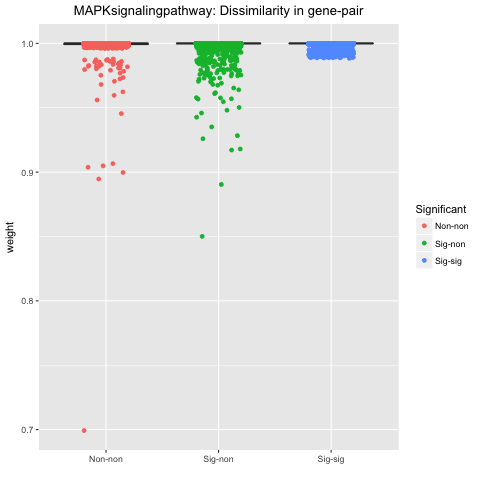 MAPKsignalingpathway: Dissimilarity in gene-pair
1.0
0.9
0.8
0.7
weight
Non-non
Sig-non
Sig-sig
Significant
Non-non
Sig-non
Sig-sig